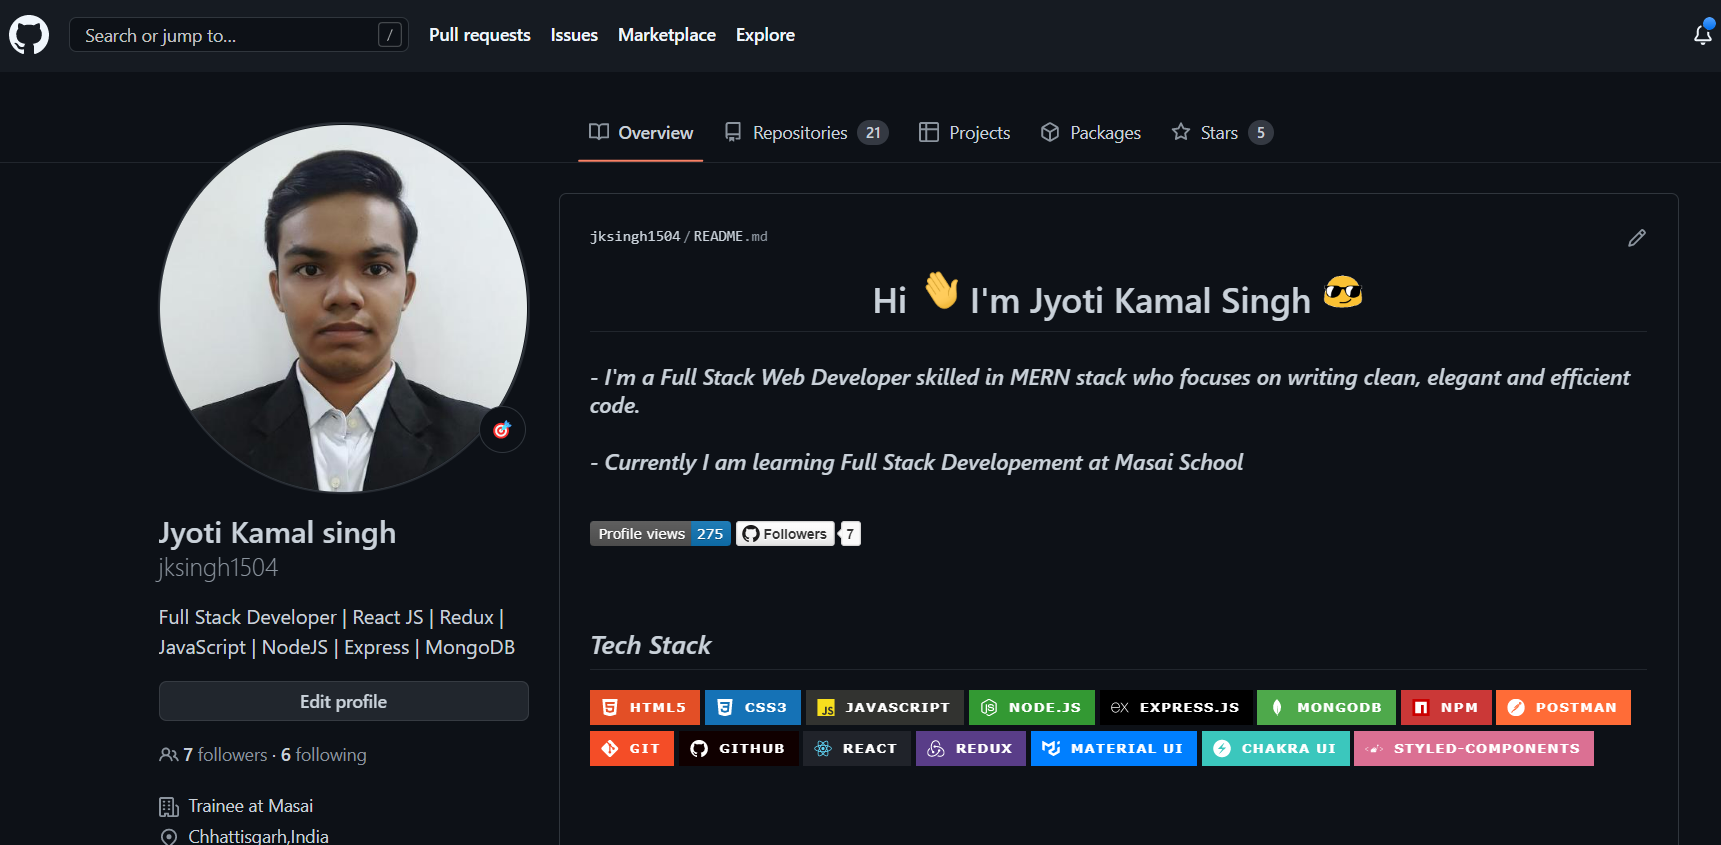 Search or jump to... /
Pull requests Issues Marketplace Explore
Overview Repositories 21 Projects Packages Stars 5
jksingh1504/README.md
Hi 👋 I'm Jyoti Kamal Singh 😎
- I'm a Full Stack Web Developer skilled in MERN stack who focuses on writing clean, elegant and efficient
code.
- Currently I am learning Full Stack Developement at Masai School
Profile views 275 Followers 7
Tech Stack
HTML5 CSS3 JS JAVASCRIPT NODE.JS EX EXPRESS.JS MONGODB NPM POSTMAN
GIT GITHUB REACT REDUX MATERIAL UI CHAKRA UI STYLED-COMPONENTS
Jyoti Kamal singh
jksingh1504
Full Stack Developer | React JS | Redux |
JavaScript | NodeJS | Express | MongoDB
Edit profile
7 followers · 6 following
Trainee at Masai
Chhattisgarh,India